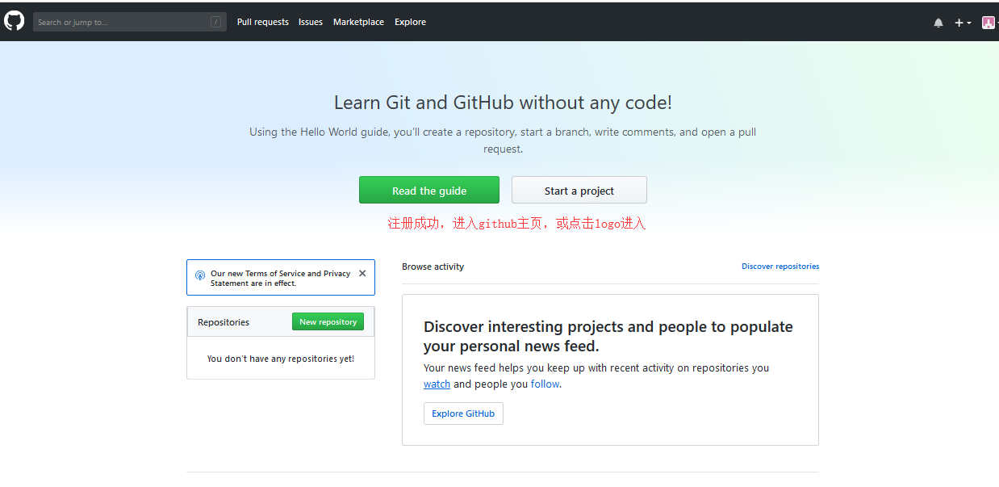 Search or jump to...
/
Pull requests
Issues
Marketplace
Explore
Learn Git and GitHub without any code!
Using the Hello World guide, you’ll create a repository, start a branch, write comments, and open a pull
request.
Read the guide
Start a project
注册成功，进入github主页，或点击logo进入
Our new Terms of Service and Privacy
Statement are in effect.
Repositories
New repository
You don’t have any repositories yet!
Browse activity
Discover repositories
Discover interesting projects and people to populate
your personal news feed.
Your news feed helps you keep up with recent activity on repositories you
watch and people you follow.
Explore GitHub